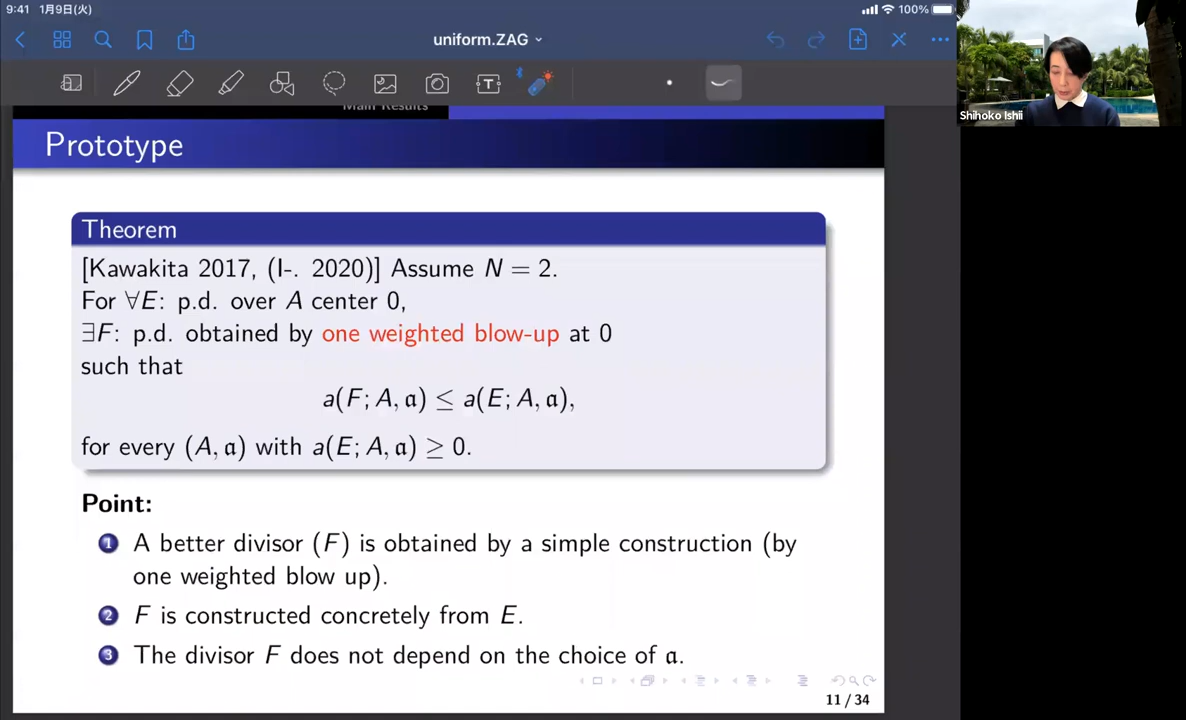 9:41 1月9日(火)
100%
uniform.ZAG
T
Shihoko Ishii
Main Results
Prototype
Theorem
[Kawakita 2017, (I-. 2020)] Assume N = 2.
For ∀E: p.d. over A center 0,
∃F: p.d. obtained by one weighted blow-up at 0
such that
a(F; A, 𝔞) ≤ a(E; A, 𝔞),
for every (A, 𝔞) with a(E; A, 𝔞) ≥ 0.
Point:
1 A better divisor (F) is obtained by a simple construction (by
one weighted blow up).
2 F is constructed concretely from E.
3 The divisor F does not depend on the choice of 𝔞.
11 / 34